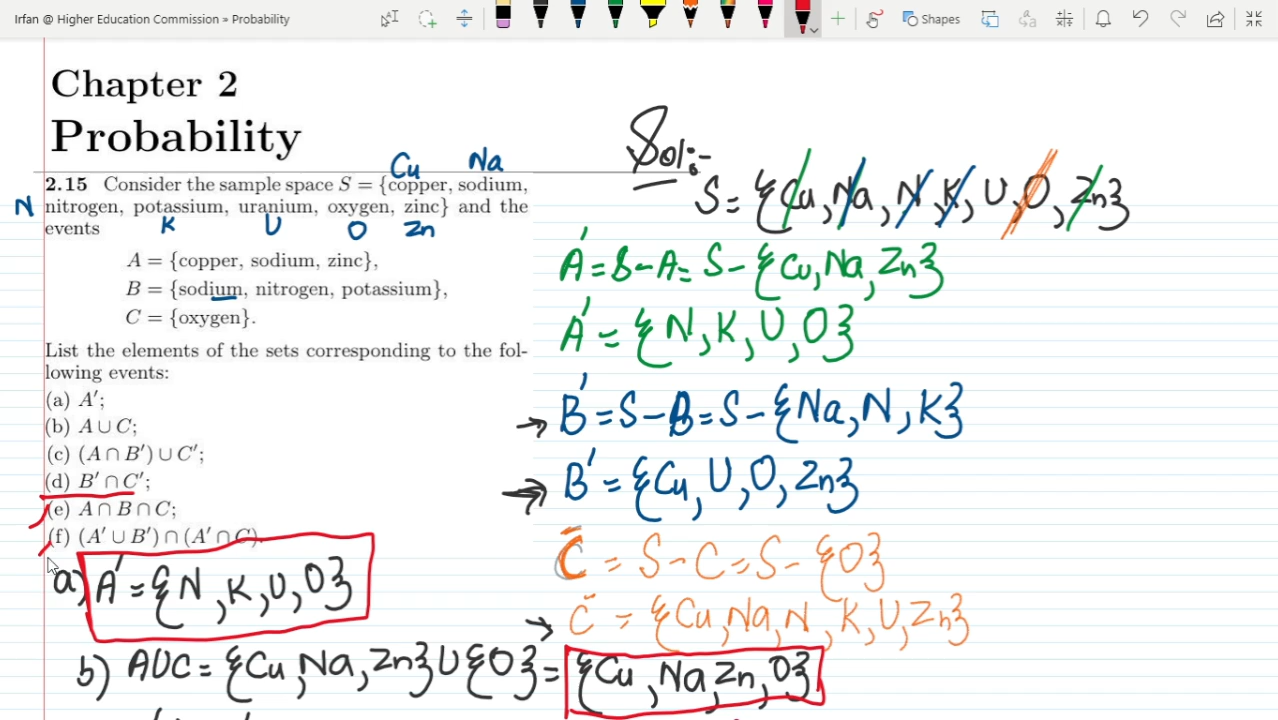 Irfan @ Higher Education Commission » Probability
Shapes
Chapter 2
Probability
Cu Na
2.15 Consider the sample space S = {copper, sodium,
N nitrogen, potassium, uranium, oxygen, zinc} and the
events K U O Zn
A = {copper, sodium, zinc},
B = {sodium, nitrogen, potassium},
C = {oxygen}.
List the elements of the sets corresponding to the fol-
lowing events:
(a) A′;
(b) A ∪ C;
(c) (A ∩ B′) ∪ C′;
(d) B′ ∩ C′;
(e) A ∩ B ∩ C;
(f) (A′ ∪ B′) ∩ (A′ ∩ C).
a) A′ = {N, K, U, O}
b) AUC = {Cu, Na, Zn} U {O} = {Cu, Na, Zn, O}
Sol:-
S = {Cu, Na, N, K, U, O, Zn}
A′ = B - A = S - {Cu, Na, Zn}
A′ = {N, K, U, O}
→ B′ = S - B = S - {Na, N, K}
→ B′ = {Cu, U, O, Zn}
C̄ = S - C = S - {O}
→ C̄ = {Cu, Na, N, K, U, Zn}